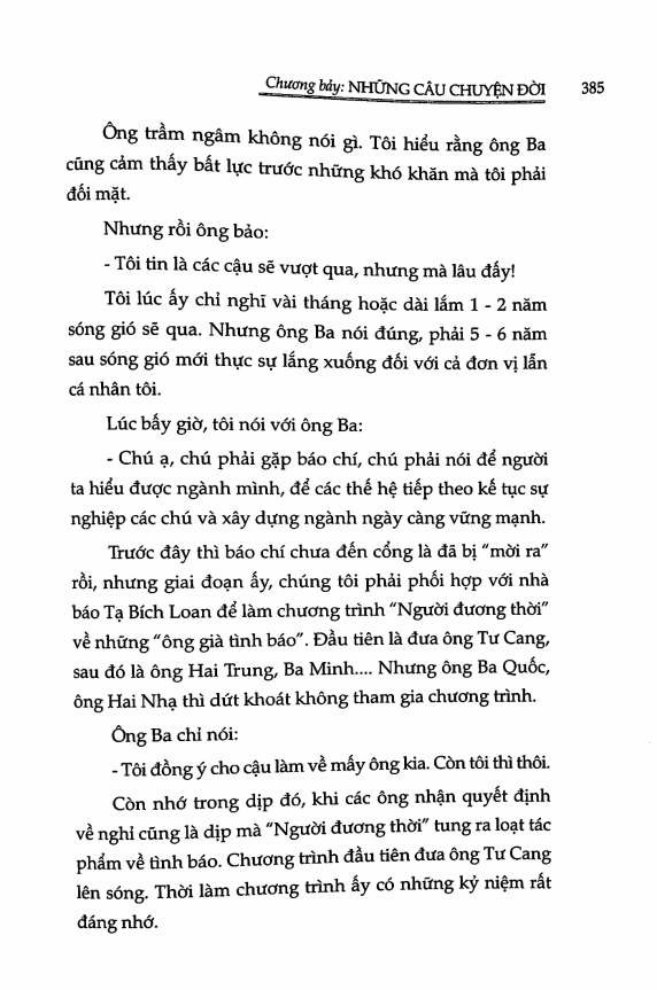 Chương bảy: NHỮNG CÂU CHUYỆN ĐỜI 385
Ông trầm ngâm không nói gì. Tôi hiểu rằng ông Ba
cũng cảm thấy bất lực trước những khó khăn mà tôi phải
đối mặt.
Nhưng rồi ông bảo:
- Tôi tin là các cậu sẽ vượt qua, nhưng mà lâu đấy!
Tôi lúc ấy chỉ nghĩ vài tháng hoặc dài lắm 1 - 2 năm
sóng gió sẽ qua. Nhưng ông Ba nói đúng, phải 5 - 6 năm
sau sóng gió mới thực sự lắng xuống đối với cả đơn vị lẫn
cá nhân tôi.
Lúc bấy giờ, tôi nói với ông Ba:
- Chú ạ, chú phải gặp báo chí, chú phải nói để người
ta hiểu được ngành mình, để các thế hệ tiếp theo kế tục sự
nghiệp các chú và xây dựng ngành ngày càng vững mạnh.
Trước đây thì báo chí chưa đến cổng là đã bị "mời ra"
rồi, nhưng giai đoạn ấy, chúng tôi phải phối hợp với nhà
báo Tạ Bích Loan để làm chương trình "Người đương thời"
về những "ông già tình báo". Đầu tiên là đưa ông Tư Cang,
sau đó là ông Hai Trung, Ba Minh.... Nhưng ông Ba Quốc,
ông Hai Nhạ thì dứt khoát không tham gia chương trình.
Ông Ba chỉ nói:
- Tôi đồng ý cho cậu làm về mấy ông kia. Còn tôi thì thôi.
Còn nhớ trong dịp đó, khi các ông nhận quyết định
về nghỉ cũng là dịp mà "Người đương thời" tung ra loạt tác
phẩm về tình báo. Chương trình đầu tiên đưa ông Tư Cang
lên sóng. Thời làm chương trình ấy có những kỷ niệm rất
đáng nhớ.